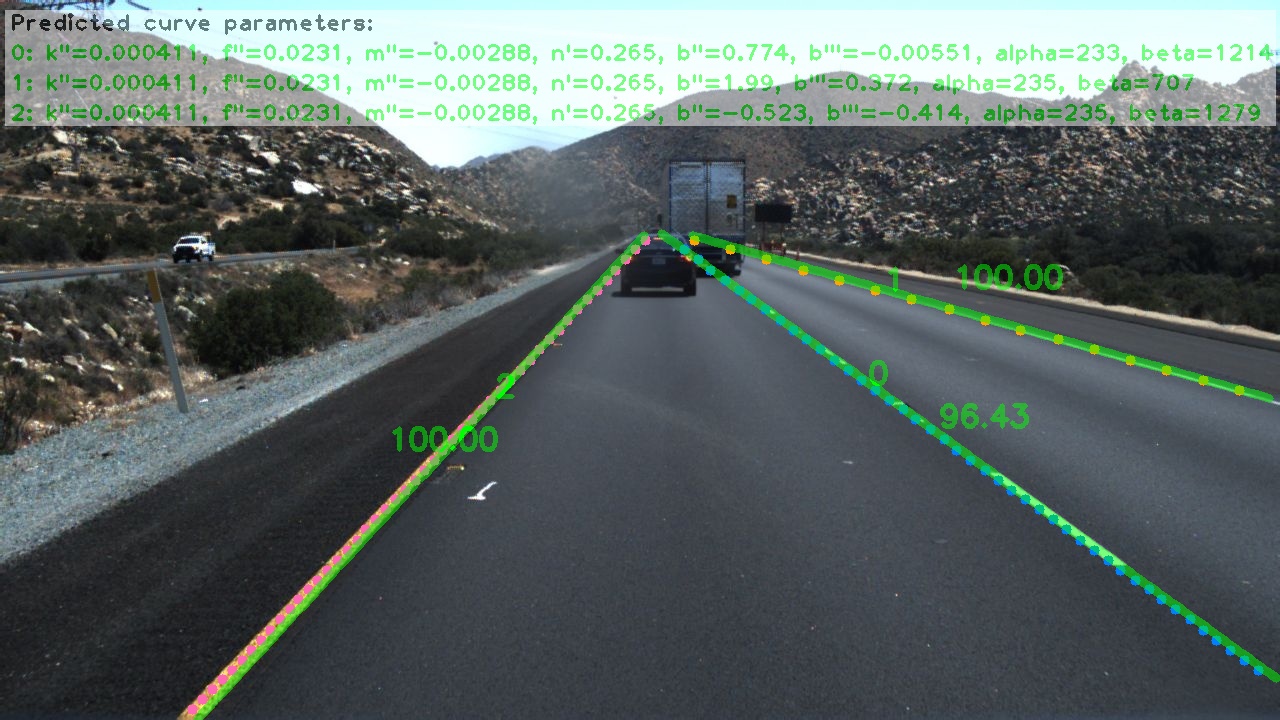 Predicted curve parameters:
0: k''=0.000411, f''=0.0231, m''=-0.00288, n'=0.265, b''=0.774, b'''=-0.00551, alpha=233, beta=1214
1: k''=0.000411, f''=0.0231, m''=-0.00288, n'=0.265, b''=1.99, b'''=0.372, alpha=235, beta=707
2: k''=0.000411, f''=0.0231, m''=-0.00288, n'=0.265, b''=-0.523, b'''=-0.414, alpha=235, beta=1279
1 100.00
0
2
96.43
100.00